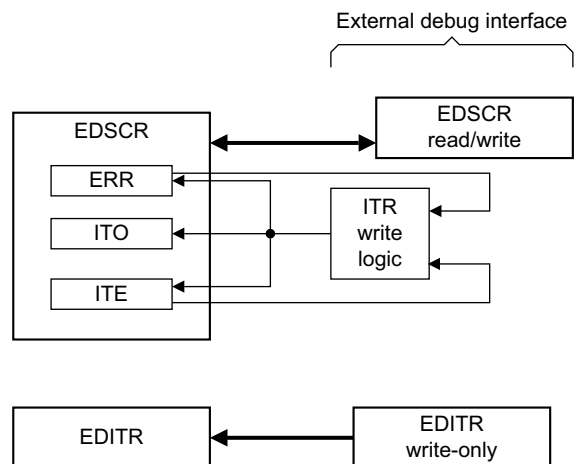 External debug interface
EDSCR
EDSCR
read/write
ERR
ITO
ITE
ITR
write
logic
EDITR
EDITR
write-only